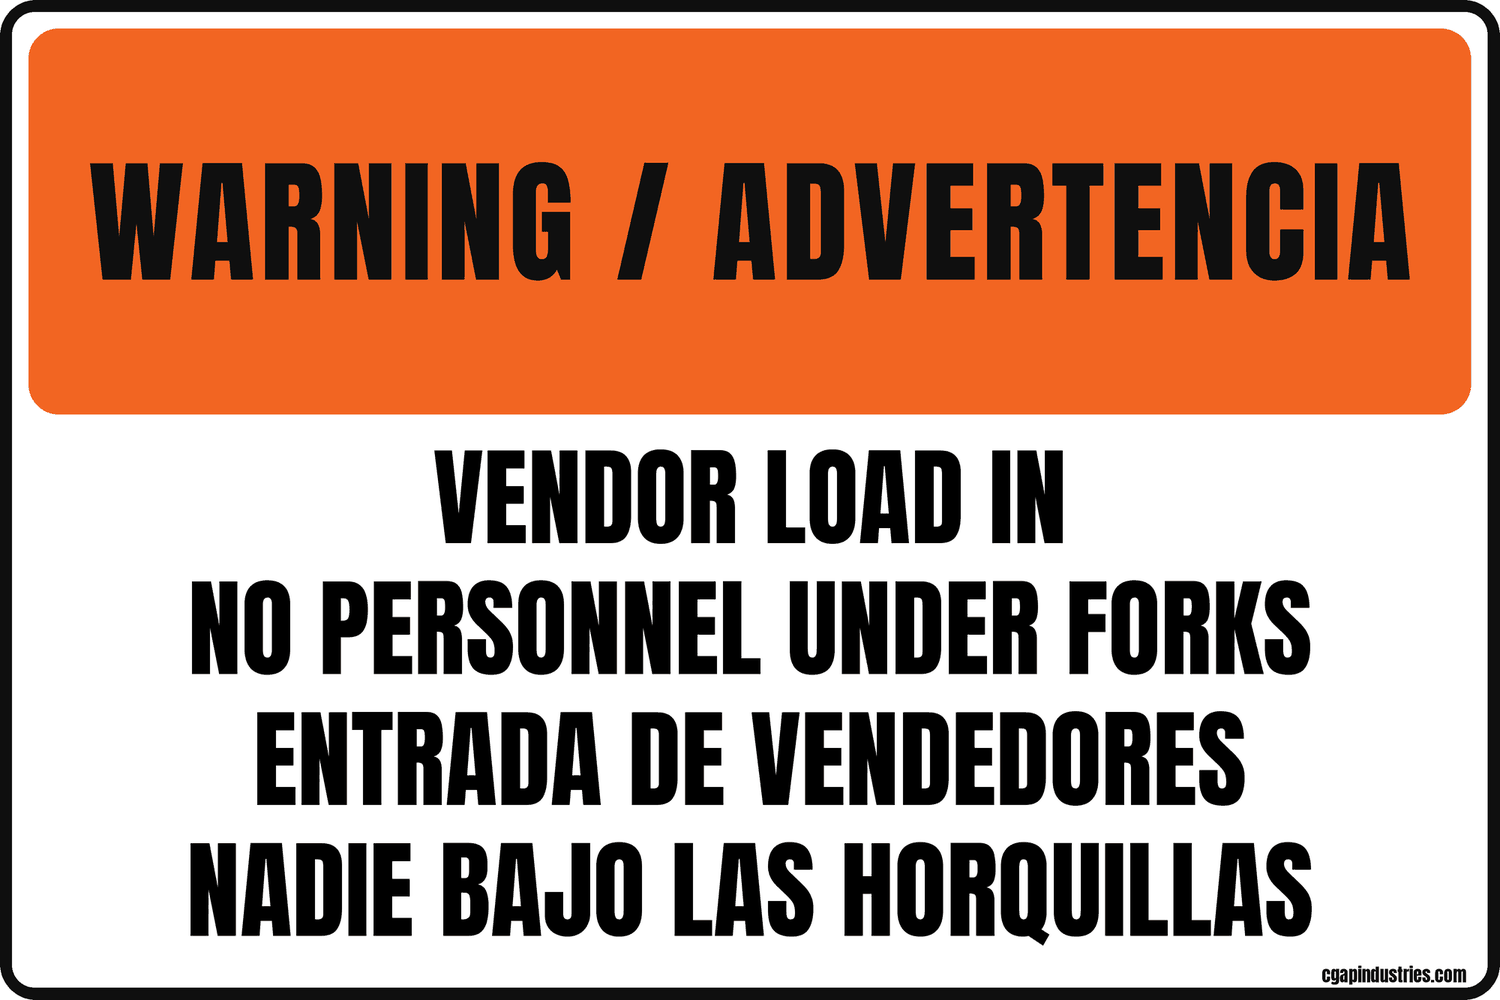 WARNING / ADVERTENCIA
VENDOR LOAD IN
NO PERSONNEL UNDER FORKS
ENTRADA DE VENDEDORES
NADIE BAJO LAS HORQUILLAS
cgapindustries.com